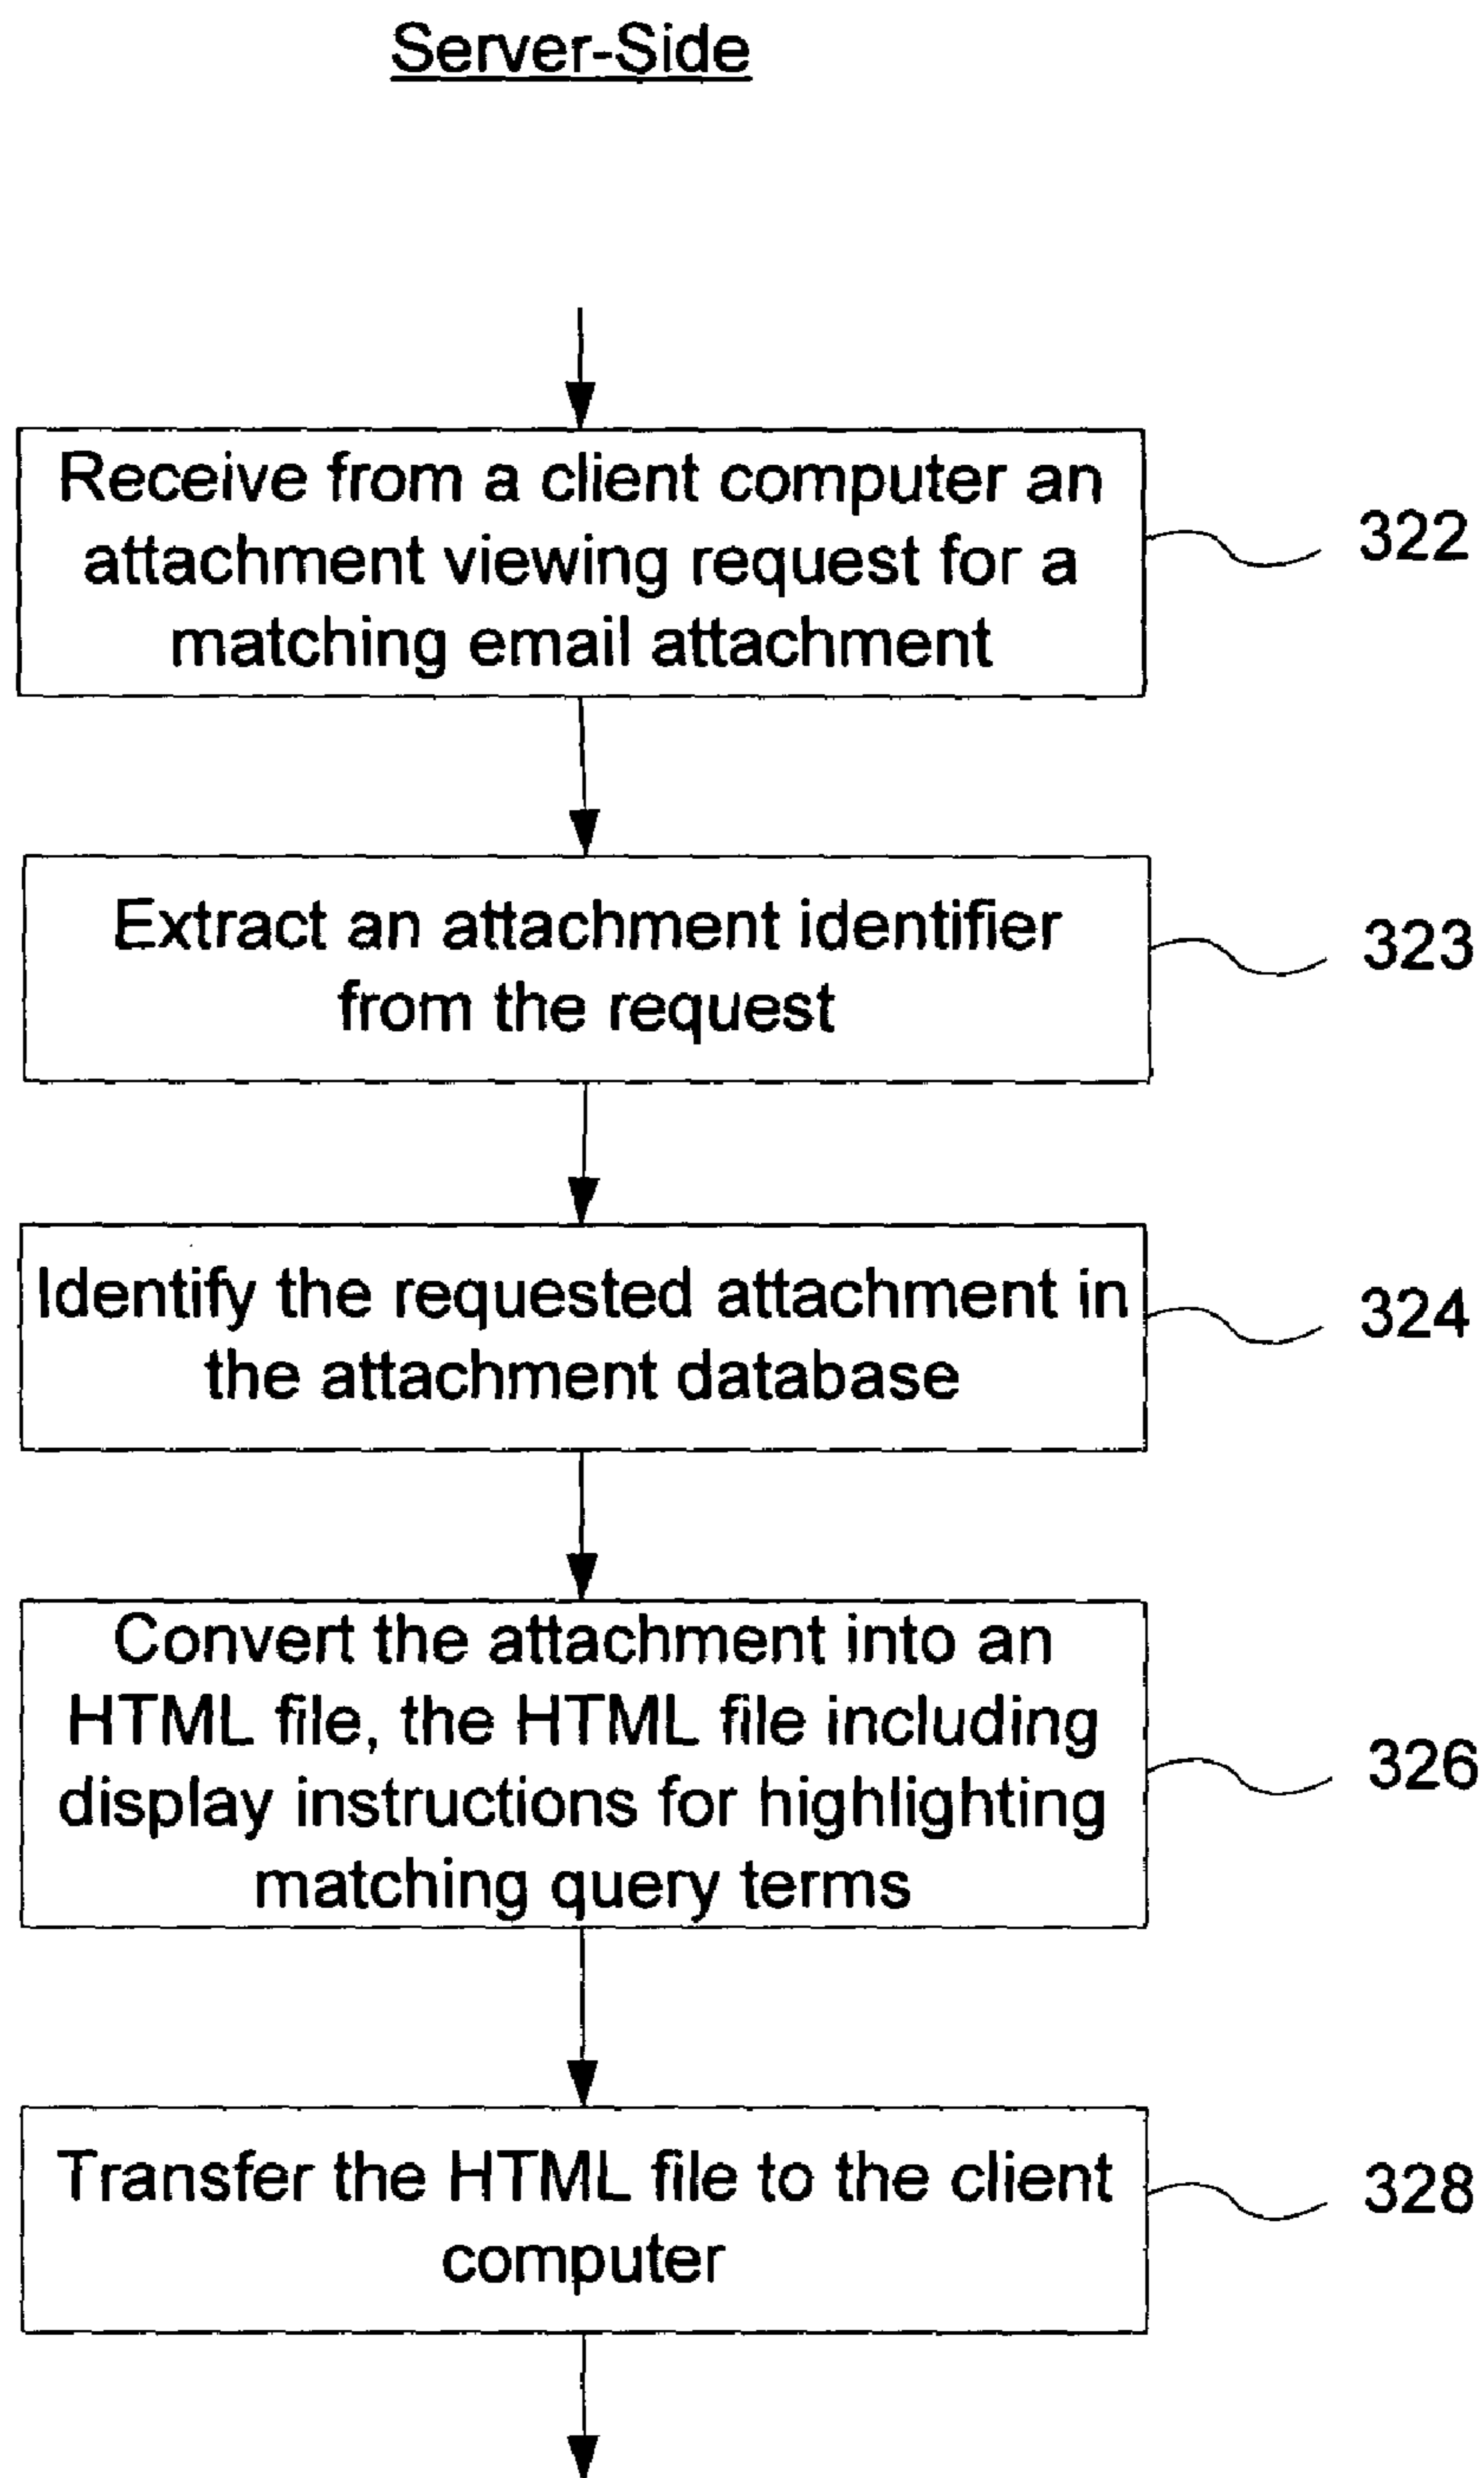 Server-Side
Receive from a client computer an
attachment viewing request for a
matching email attachment
322
Extract an attachment identifier
from the request
323
Identify the requested attachment in
the attachment database
324
Convert the attachment into an
HTML file, the HTML file including
display instructions for highlighting
matching query terms
326
Transfer the HTML file to the client
computer
328